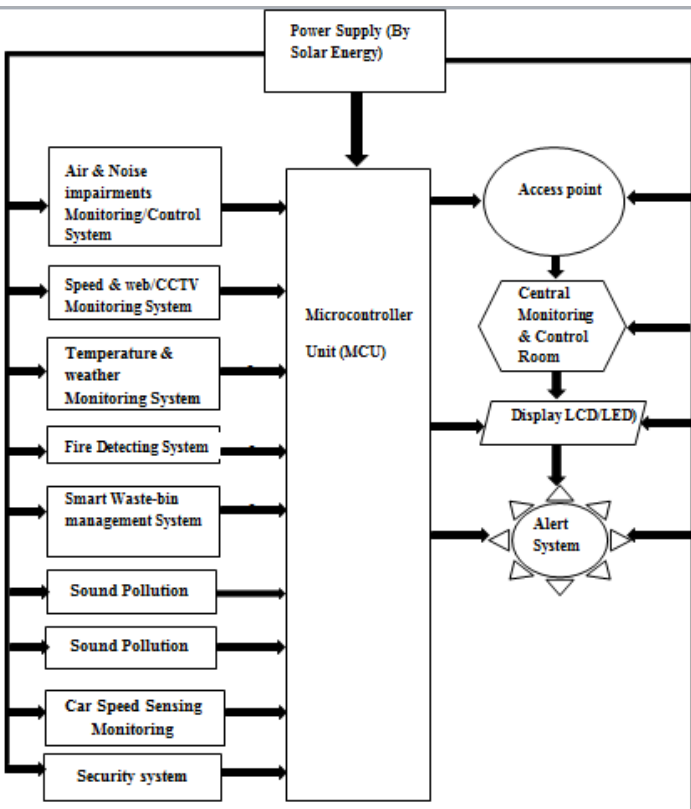 Power Supply (By
Solar Energy)
Air & Noise
impairments
Monitoring/Control
System
Speed & web/CCTV
Monitoring System
Temperature &
weather
Monitoring System
Fire Detecting System
Smart Waste-bin
management System
Sound Pollution
Sound Pollution
Car Speed Sensing
Monitoring
Security system
Microcontroller
Unit (MCU)
Access point
Central
Monitoring
& Control
Room
Display LCD/LED)
Alert
System